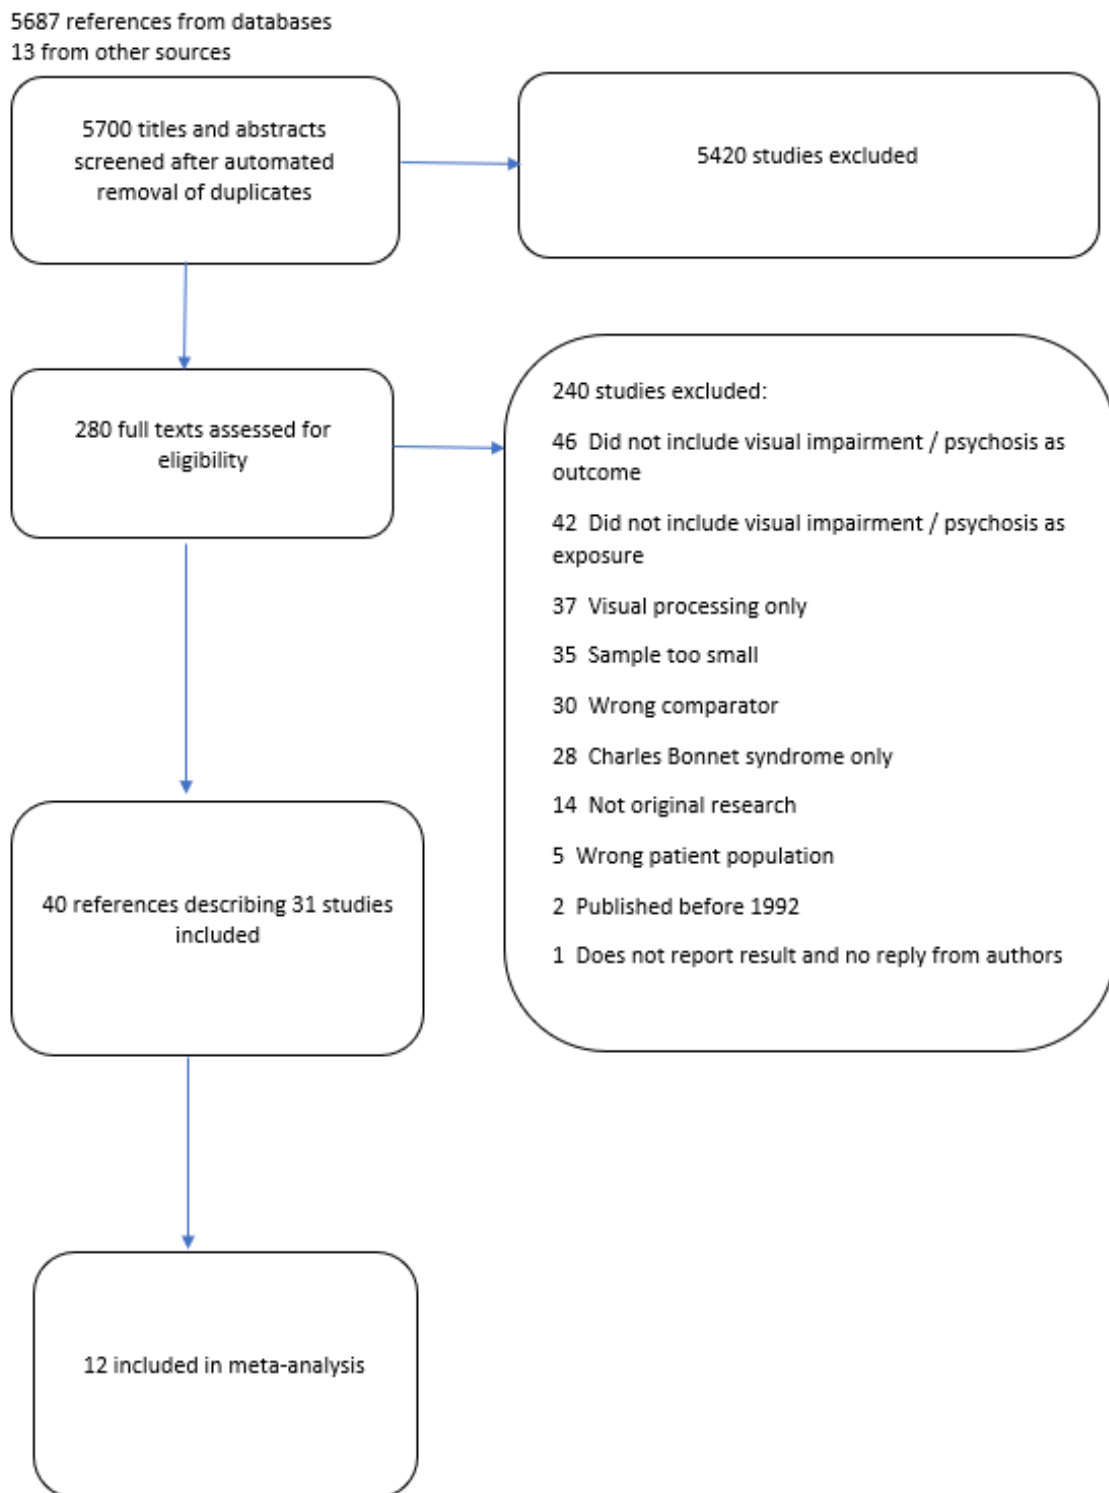 5687 references from databases
13 from other sources
5700 titles and abstracts
screened after automated
removal of duplicates
5420 studies excluded
280 full texts assessed for
eligibility
240 studies excluded:
46 Did not include visual impairment / psychosis as
outcome
42 Did not include visual impairment / psychosis as
exposure
37 Visual processing only
35 Sample too small
30 Wrong comparator
28 Charles Bonnet syndrome only
14 Not original research
5 Wrong patient population
2 Published before 1992
1 Does not report result and no reply from authors
40 references describing 31 studies
included
12 included in meta-analysis